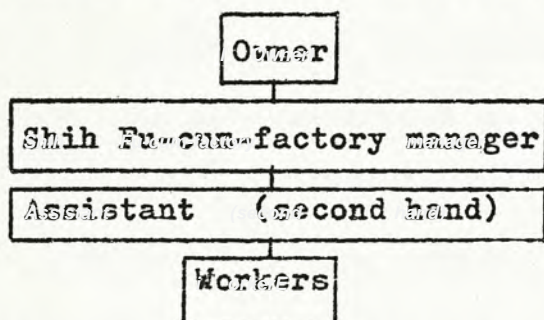 Owner
Shih Fu-cum-factory manager
Assistant (second hand)
Workers